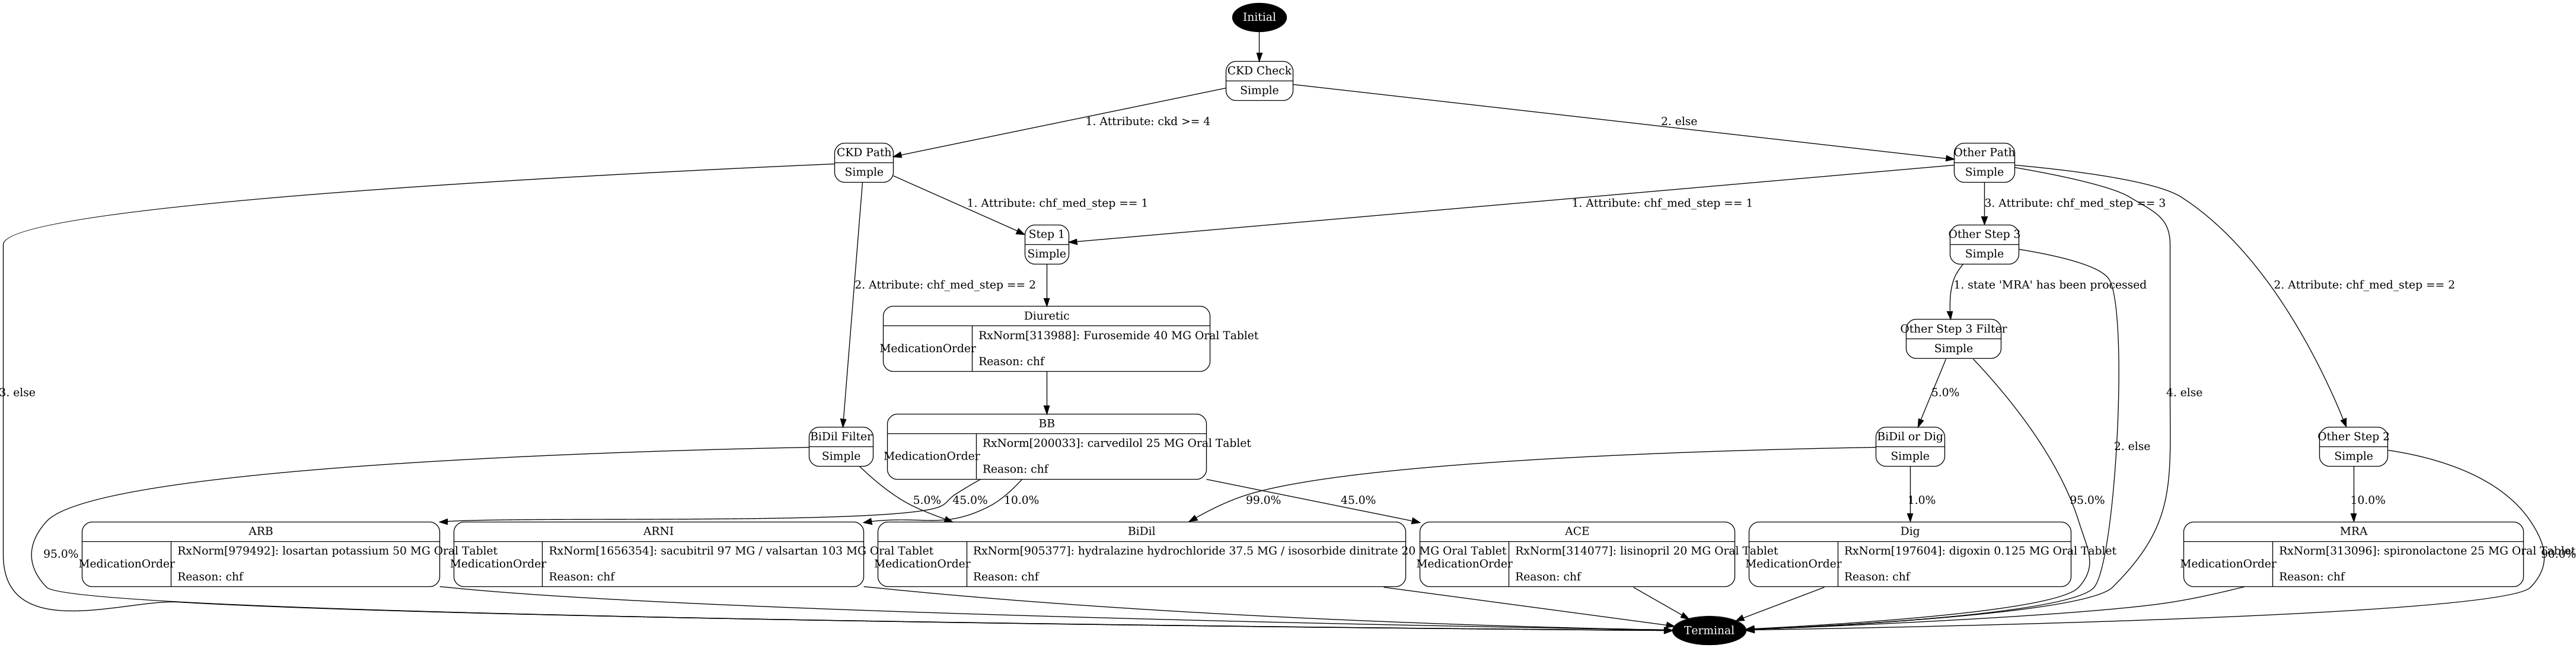 Initial
CKD Check
Simple
1. Attribute: ckd >= 4
2. else
CKD Path
Simple
Other Path
Simple
1. Attribute: chf_med_step == 1
1. Attribute: chf_med_step == 1
3. Attribute: chf_med_step == 3
Step 1
Simple
Other Step 3
Simple
2. Attribute: chf_med_step == 2
1. state 'MRA' has been processed
2. Attribute: chf_med_step == 2
Diuretic
MedicationOrder
RxNorm[313988]: Furosemide 40 MG Oral Tablet
Reason: chf
Other Step 3 Filter
Simple
3. else
5.0%
4. else
BiDil Filter
Simple
BB
MedicationOrder
RxNorm[200033]: carvedilol 25 MG Oral Tablet
Reason: chf
BiDil or Dig
Simple
2. else
Other Step 2
Simple
5.0%
45.0%
10.0%
99.0%
45.0%
1.0%
95.0%
10.0%
95.0%
ARB
MedicationOrder
RxNorm[979492]: losartan potassium 50 MG Oral Tablet
Reason: chf
ARNI
MedicationOrder
RxNorm[1656354]: sacubitril 97 MG / valsartan 103 MG Oral Tablet
Reason: chf
BiDil
MedicationOrder
RxNorm[905377]: hydralazine hydrochloride 37.5 MG / isosorbide dinitrate 20 MG Oral Tablet
Reason: chf
ACE
MedicationOrder
RxNorm[314077]: lisinopril 20 MG Oral Tablet
Reason: chf
Dig
MedicationOrder
RxNorm[197604]: digoxin 0.125 MG Oral Tablet
Reason: chf
MRA
MedicationOrder
RxNorm[313096]: spironolactone 25 MG Oral Tablet
Reason: chf
90.0%
Terminal